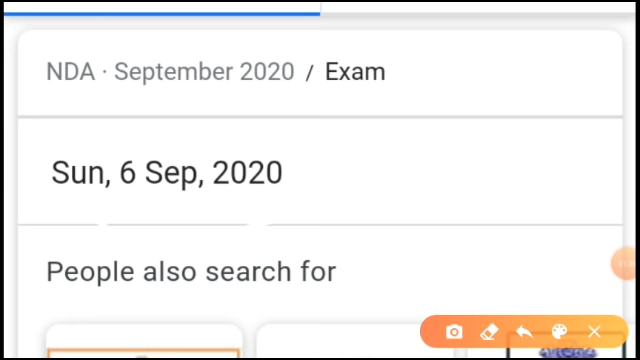 NDA · September 2020 / Exam
Sun, 6 Sep, 2020
People also search for